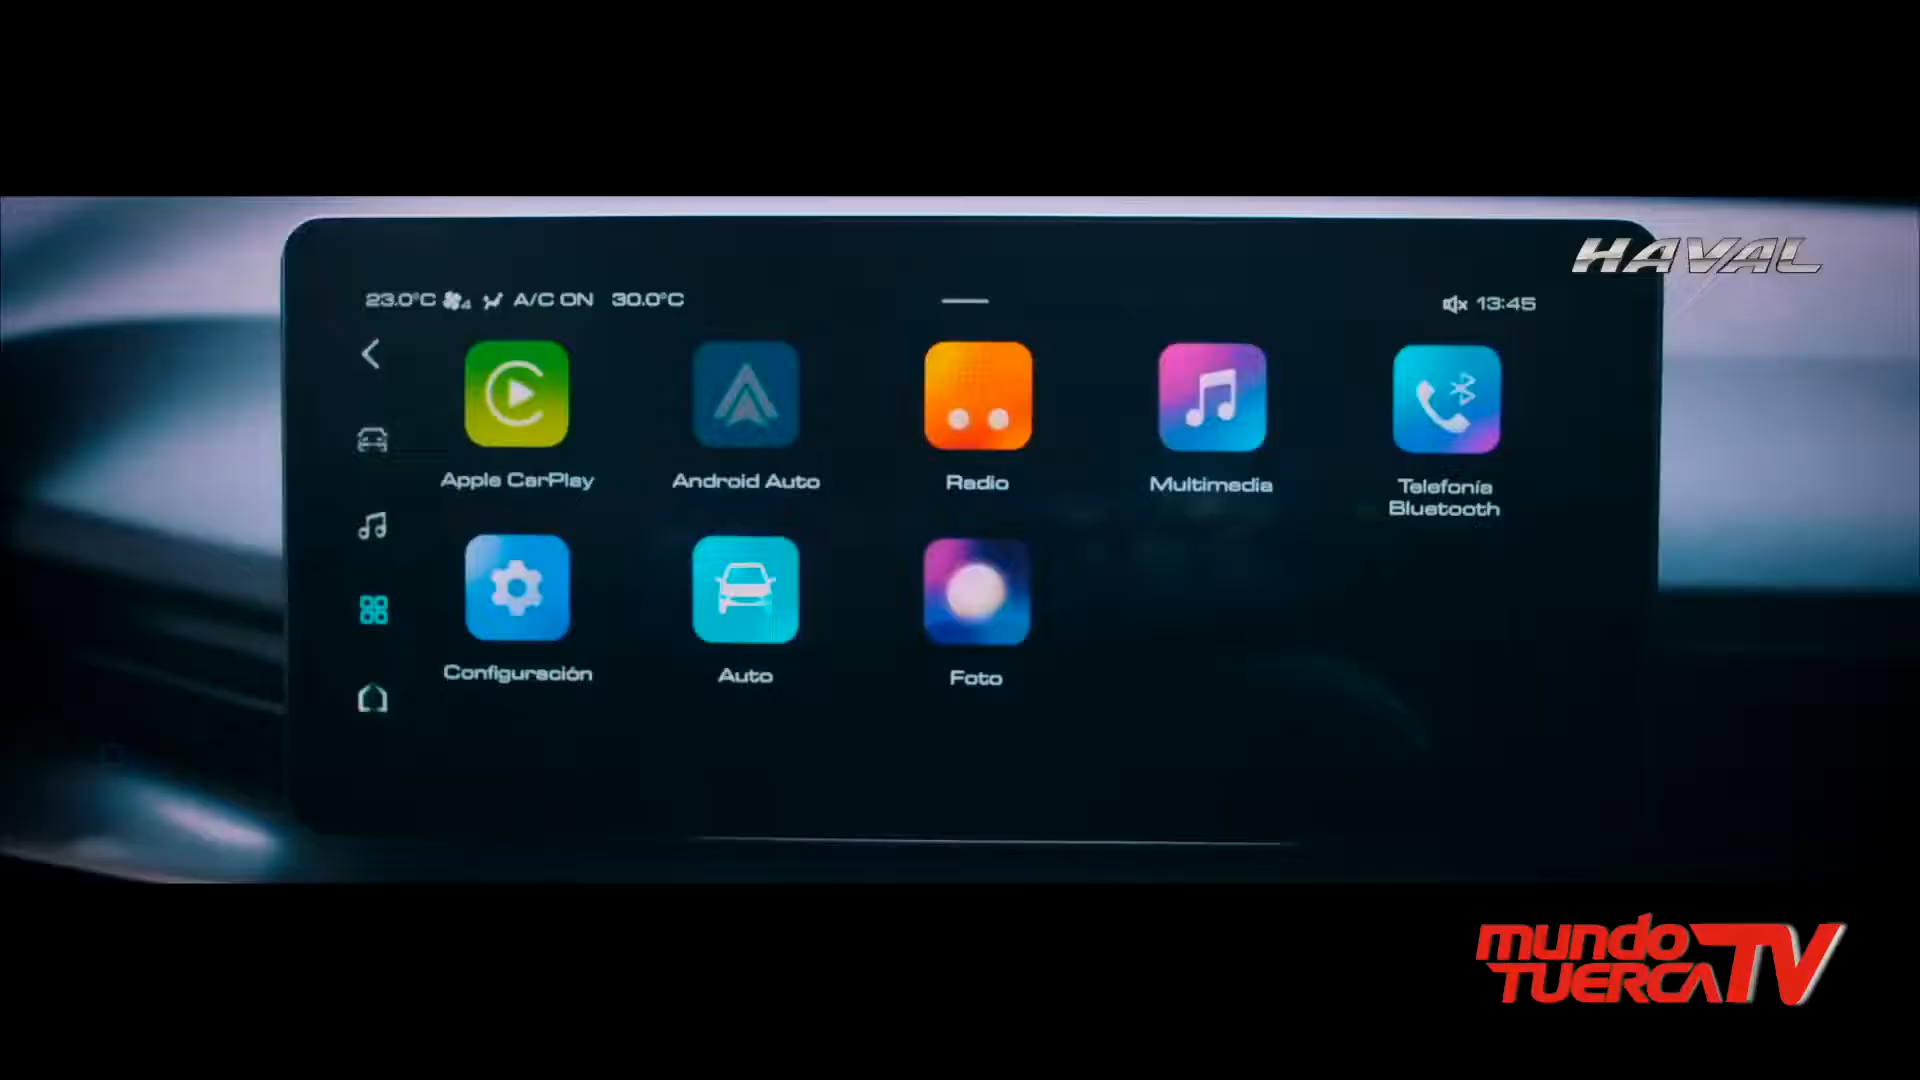 HAVAL
23.0°C 4 A/C ON 30.0°C
13:45
Apple CarPlay
Android Auto
Radio
Multimedia
Telefonía
Bluetooth
Configuración
Auto
Foto
mundo
TUERCA TV